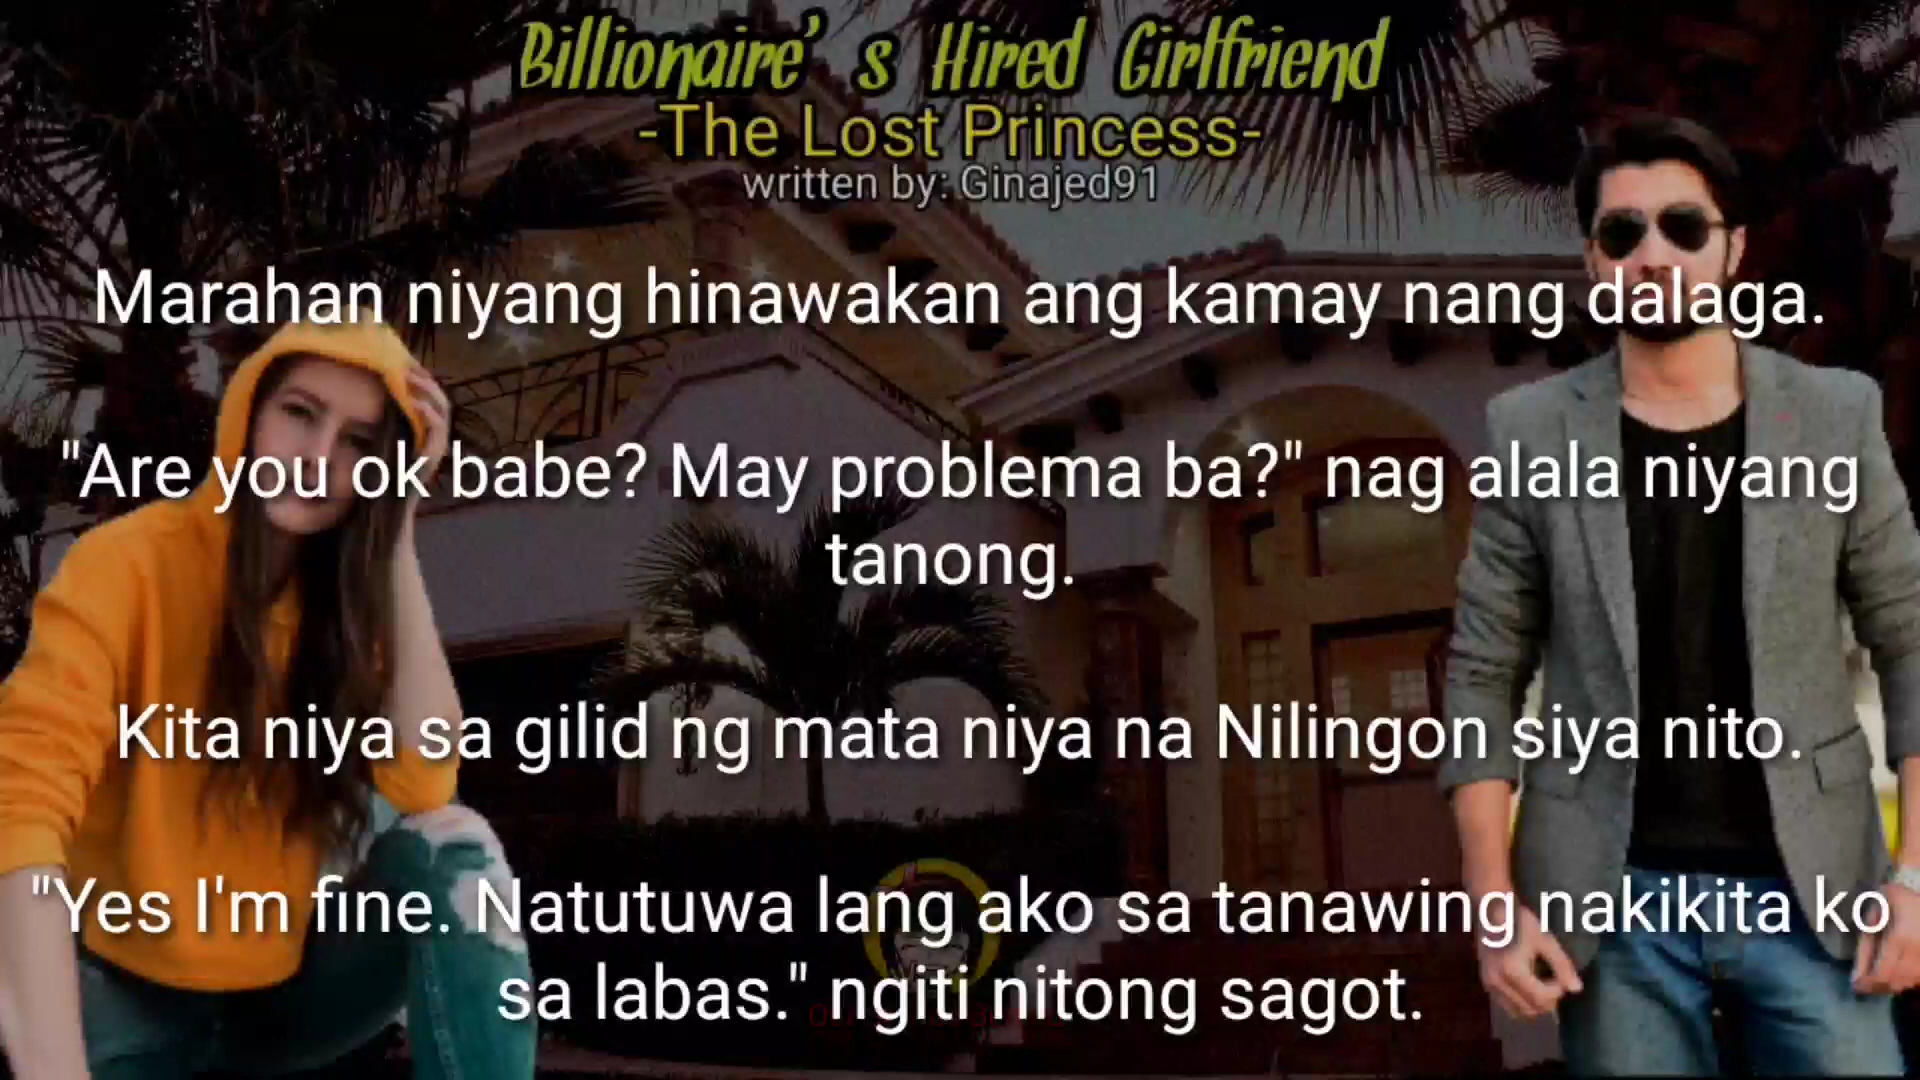 Billionaire' s Hired Girlfriend
-The Lost Princess-
written by: Ginajed91
Marahan niyang hinawakan ang kamay nang dalaga.
"Are you ok babe? May problema ba?" nag alala niyang
tanong.
Kita niya sa gilid ng mata niya na Nilingon siya nito.
"Yes I'm fine. Natutuwa lang ako sa tanawing nakikita ko
sa labas." ngiti nitong sagot.